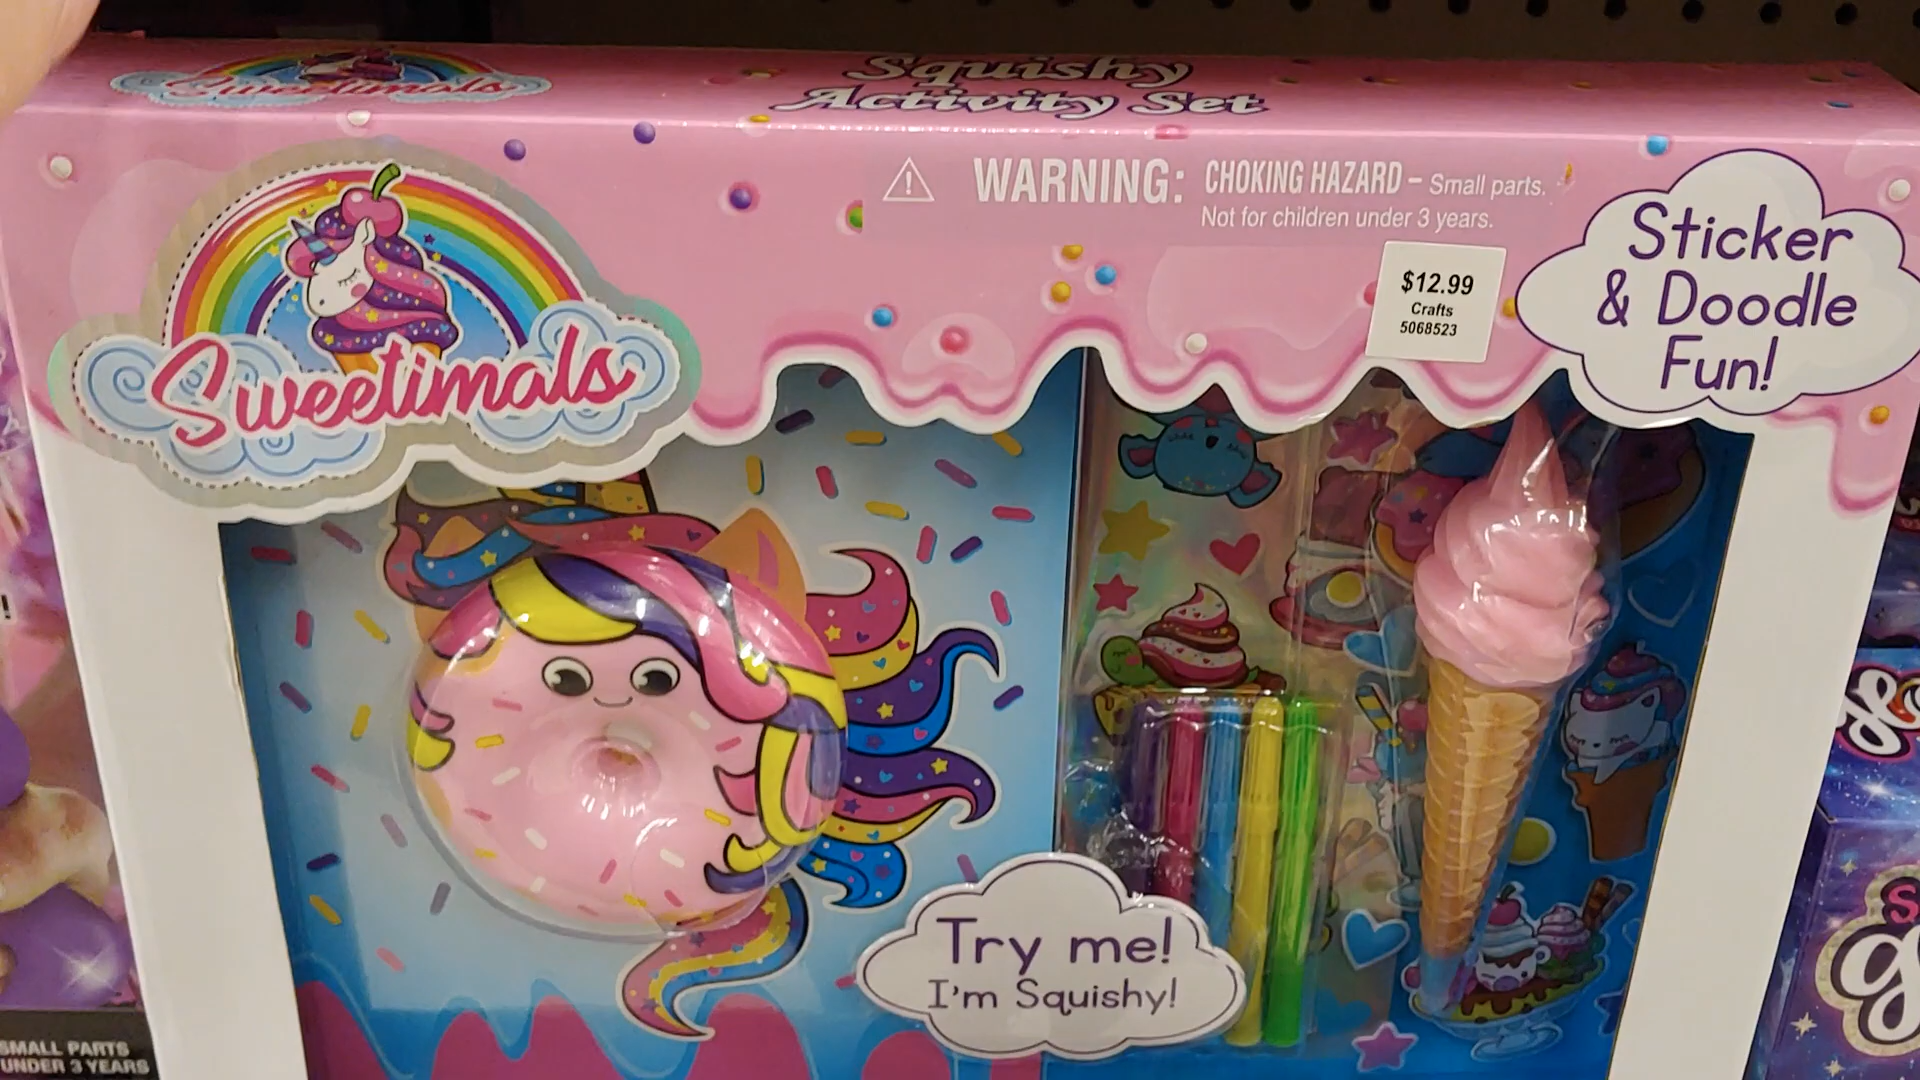 Sweetimals
Squishy
Activity Set
WARNING: CHOKING HAZARD – Small parts.
Not for children under 3 years.
Sweetimals
$12.99
Crafts
5068523
Sticker
& Doodle
Fun!
Try me!
I'm Squishy!
SMALL PARTS
UNDER 3 YEARS